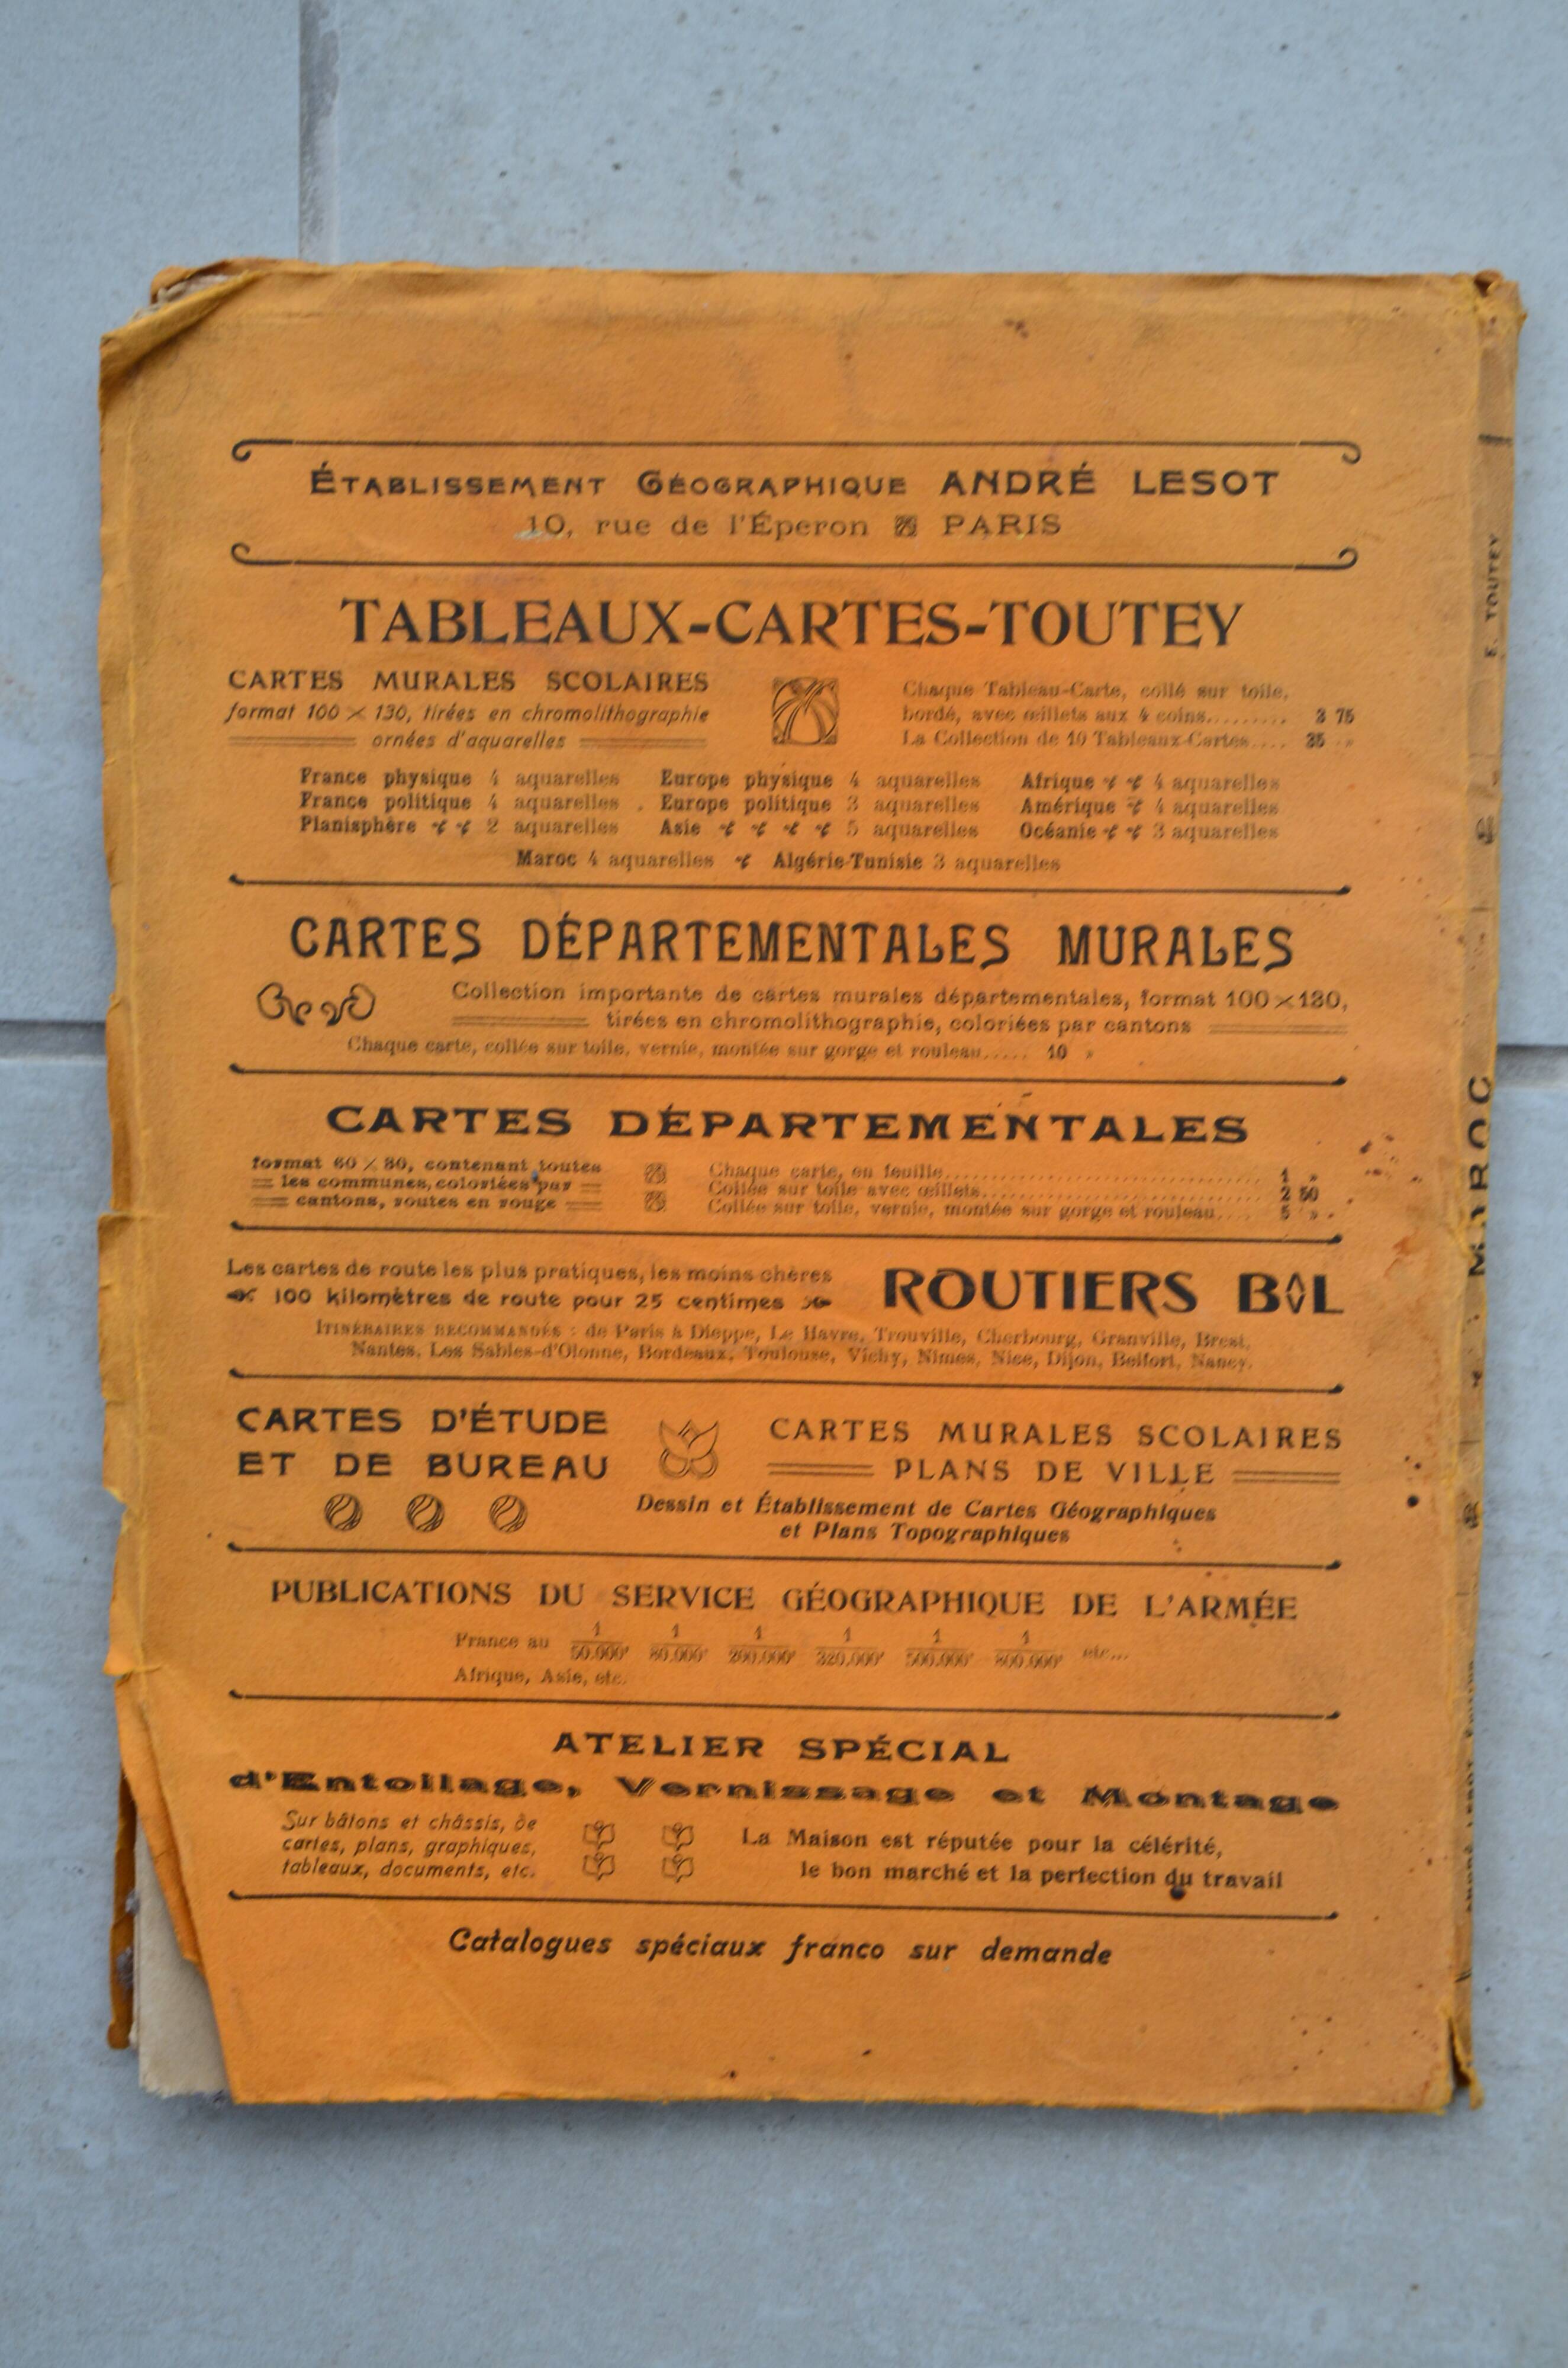 ÉTABLISSEMENT GÉOGRAPHIQUE ANDRÉ LESOT
10, rue de l'Éperon PARIS
TABLEAUX-CARTES-TOUTEY
CARTES MURALES SCOLAIRES
format 100 × 130, tirées en chromolithographie
ornées d'aquarelles
Chaque Tableau-Carte, collé sur toile,
bordé, avec œillets aux 4 coins......... 3 75
La Collection de 10 Tableaux-Cartes.... 35 »
France physique 4 aquarelles Europe physique 4 aquarelles Afrique 4 aquarelles
France politique 4 aquarelles Europe politique 3 aquarelles Amérique 4 aquarelles
Planisphère 2 aquarelles Asie 5 aquarelles Océanie 3 aquarelles
Maroc 4 aquarelles Algérie-Tunisie 3 aquarelles
CARTES DÉPARTEMENTALES MURALES
Collection importante de cartes murales départementales, format 100×130,
tirées en chromolithographie, coloriées par cantons
Chaque carte, collée sur toile, vernie, montée sur gorge et rouleau..... 10 »
CARTES DÉPARTEMENTALES
format 60 × 80, contenant toutes
les communes, coloriées par
cantons, routes en rouge
Chaque carte, en feuille........ 1 »
Collée sur toile avec œillets........ 2 50
Collée sur toile, vernie, montée sur gorge et rouleau.... 5 »
Les cartes de route les plus pratiques, les moins chères
100 kilomètres de route pour 25 centimes
ROUTIERS B◊L
ITINÉRAIRES RECOMMANDÉS : de Paris à Dieppe, Le Havre, Trouville, Cherbourg, Granville, Brest,
Nantes, Les Sables-d'Olonne, Bordeaux, Toulouse, Vichy, Nîmes, Nice, Dijon, Belfort, Nancy.
CARTES D'ÉTUDE
ET DE BUREAU
CARTES MURALES SCOLAIRES
PLANS DE VILLE
Dessin et Établissement de Cartes Géographiques
et Plans Topographiques
PUBLICATIONS DU SERVICE GÉOGRAPHIQUE DE L'ARMÉE
France au 1/50.000e 1/80.000e 1/200.000e 1/320.000e 1/500.000e 1/800.000e etc...
Afrique, Asie, etc.
ATELIER SPÉCIAL
d'Entoilage, Vernissage et Montage
Sur bâtons et châssis, de
cartes, plans, graphiques,
tableaux, documents, etc.
La Maison est réputée pour la célérité,
le bon marché et la perfection du travail
Catalogues spéciaux franco sur demande
E. TOUTEY
MAROC